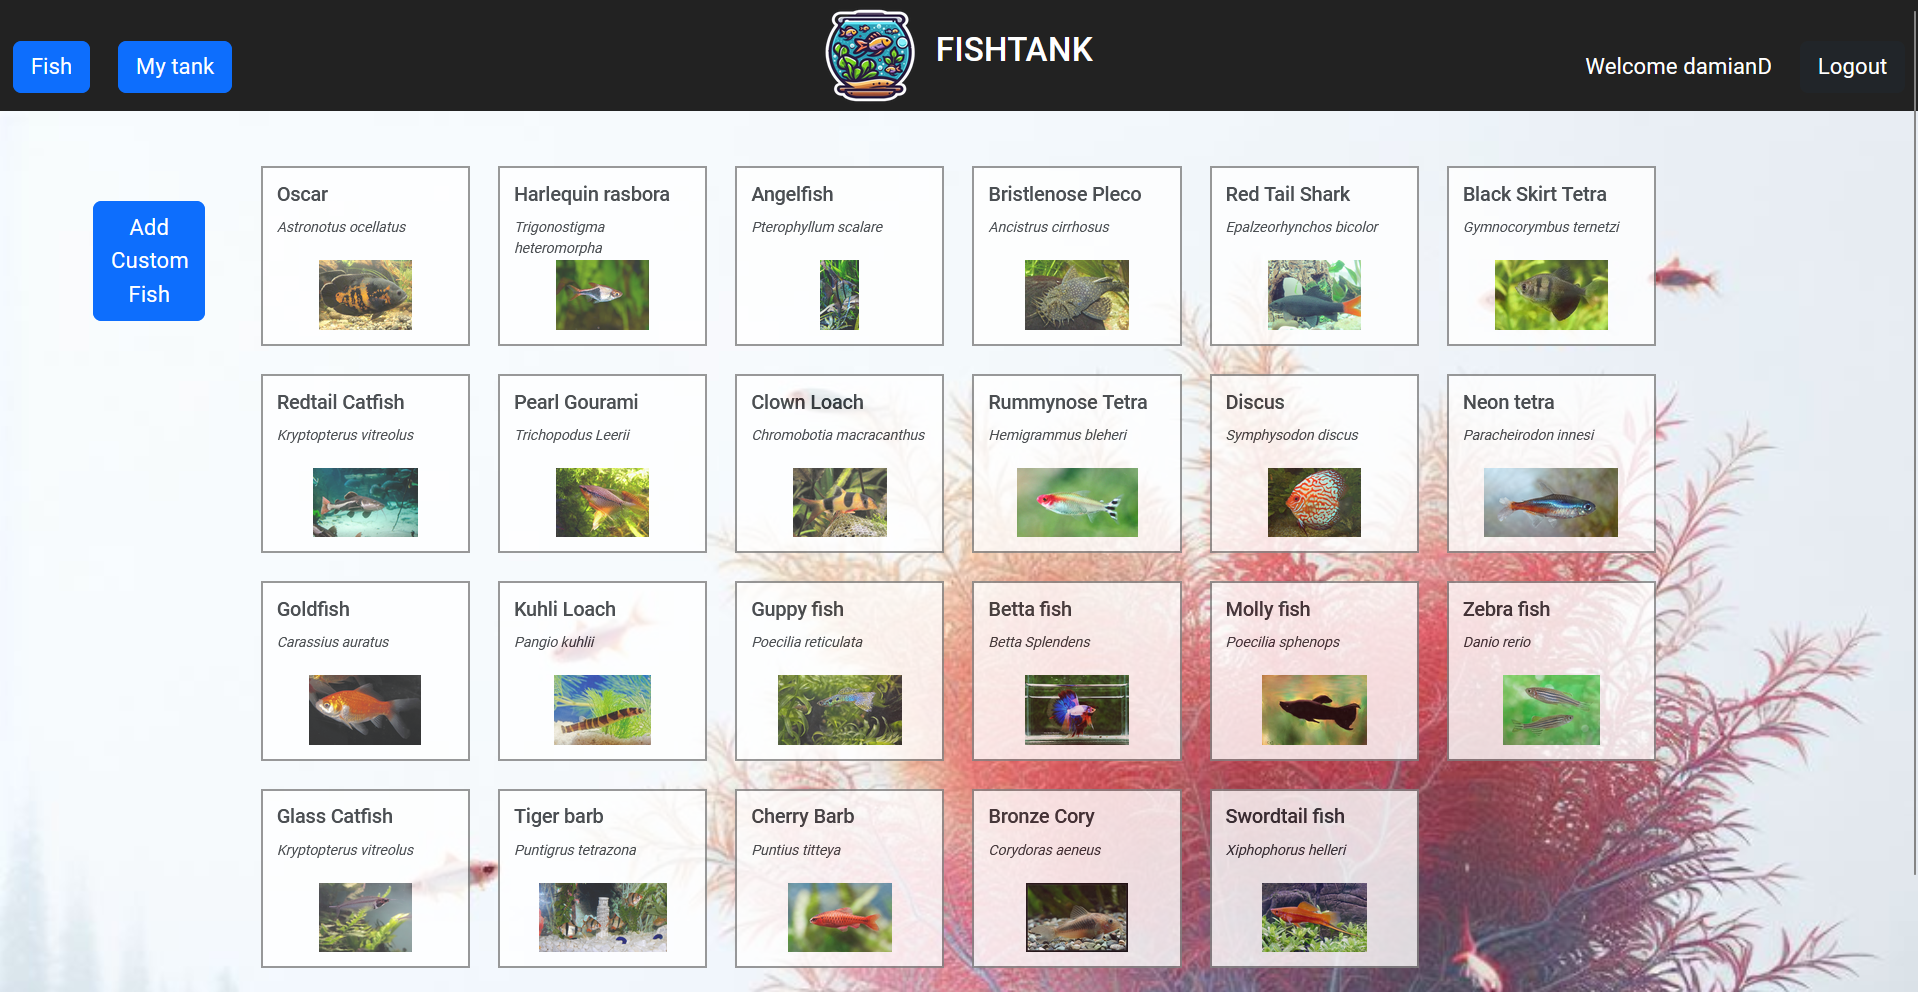 Fish
My tank
FISHTANK
Welcome damianD
Logout
Add
Custom
Fish
Oscar
Astronotus ocellatus
Harlequin rasbora
Trigonostigma
heteromorpha
Angelfish
Pterophyllum scalare
Bristlenose Pleco
Ancistrus cirrhosus
Red Tail Shark
Epalzeorhynchos bicolor
Black Skirt Tetra
Gymnocorymbus ternetzi
Redtail Catfish
Kryptopterus vitreolus
Pearl Gourami
Trichopodus Leerii
Clown Loach
Chromobotia macracanthus
Rummynose Tetra
Hemigrammus bleheri
Discus
Symphysodon discus
Neon tetra
Paracheirodon innesi
Goldfish
Carassius auratus
Kuhli Loach
Pangio kuhlii
Guppy fish
Poecilia reticulata
Betta fish
Betta Splendens
Molly fish
Poecilia sphenops
Zebra fish
Danio rerio
Glass Catfish
Kryptopterus vitreolus
Tiger barb
Puntigrus tetrazona
Cherry Barb
Puntius titteya
Bronze Cory
Corydoras aeneus
Swordtail fish
Xiphophorus helleri